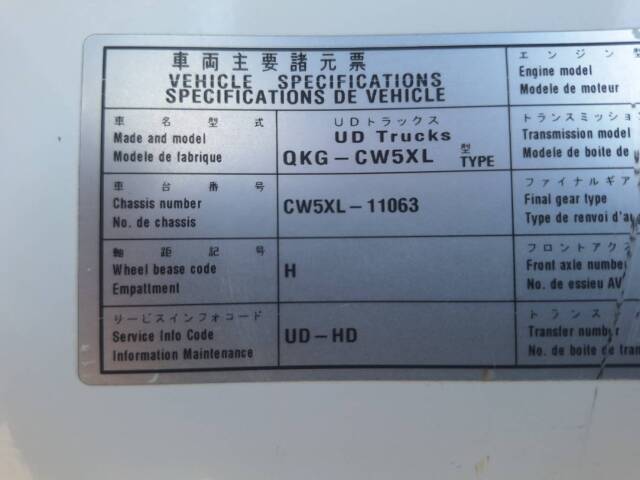 車両主要諸元票
VEHICLE SPECIFICATIONS
SPECIFICATIONS DE VEHICLE
車名型式
Made and model
Modele de fabrique
UDトラックス
UD Trucks
QKG-CW5XL 型 TYPE
車台番号
Chassis number
No. de chassis
CW5XL-11063
軸距記号
Wheel bease code
Empattment
H
サービスインフォコード
Service Info Code
Information Maintenance
UD-HD
エンジン型
Engine model
Modele de moteur
トランスミッション
Transmission model
Modele de boite de
ファイナルギア
Final gear type
Type de renvoi d'au
フロントアクス
Front axle number
No. de essieu AV
トランス
Transfer number
No. de boite de tran